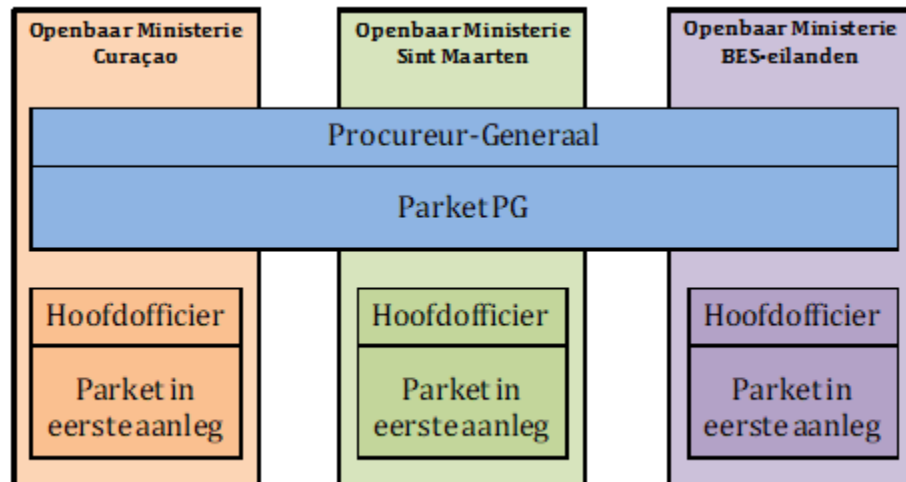 Openbaar Ministerie
Curaçao
Openbaar Ministerie
Sint Maarten
Openbaar Ministerie
BES-eilanden
Procureur-Generaal
Parket PG
Hoofdofficier
Parket in
eerste aanleg
Hoofdofficier
Parket in
eerste aanleg
Hoofdofficier
Parket in
eerste aanleg